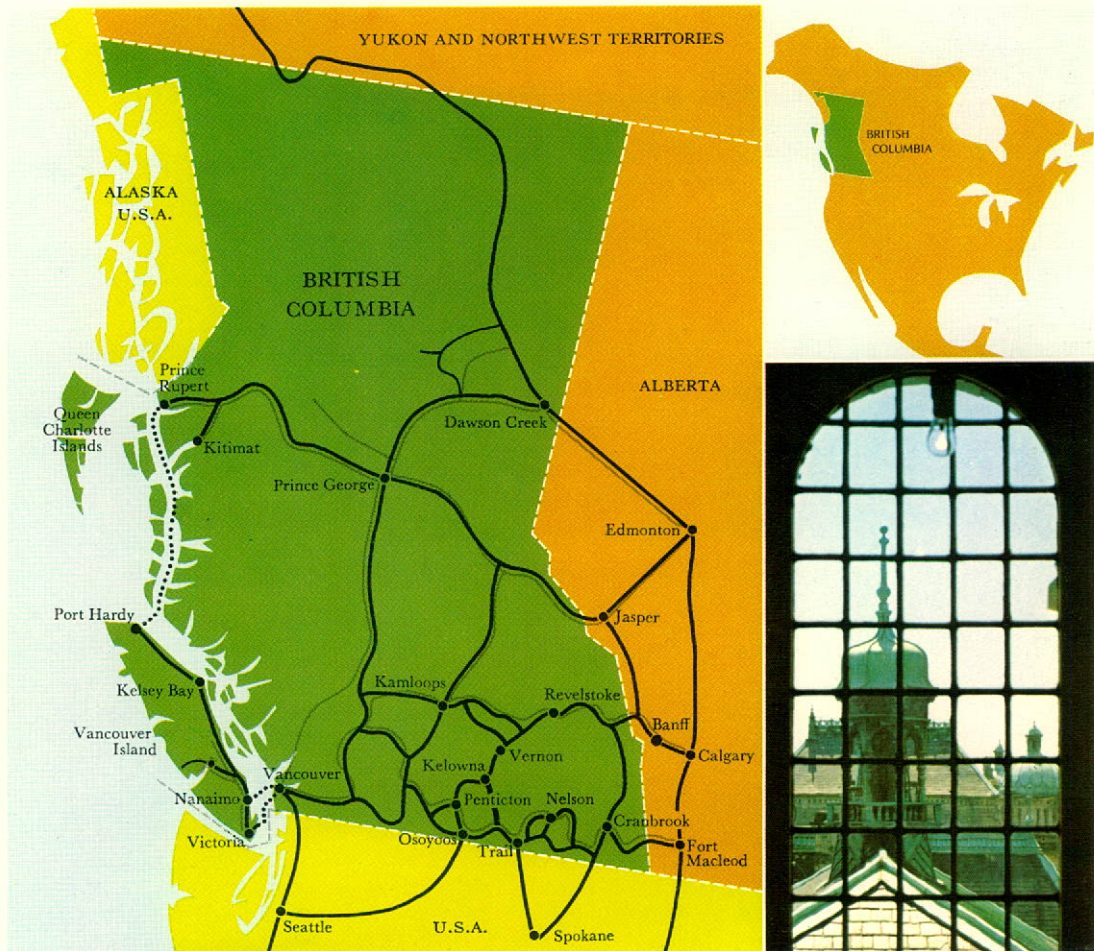 YUKON AND NORTHWEST TERRITORIES
BRITISH
COLUMBIA
ALASKA
U.S.A.
BRITISH
COLUMBIA
Prince
Rupert
Queen
Charlotte
Islands
Kitimat
Dawson Creek
ALBERTA
Prince George
Edmonton
Port Hardy
Jasper
Kelsey Bay
Kamloops
Revelstoke
Banff
Vancouver
Island
Vernon
Calgary
Vancouver
Kelowna
Nanaimo
Penticton
Nelson
Victoria
Osoyoos
Trail
Cranbrook
Fort
Macleod
Seattle
U.S.A.
Spokane